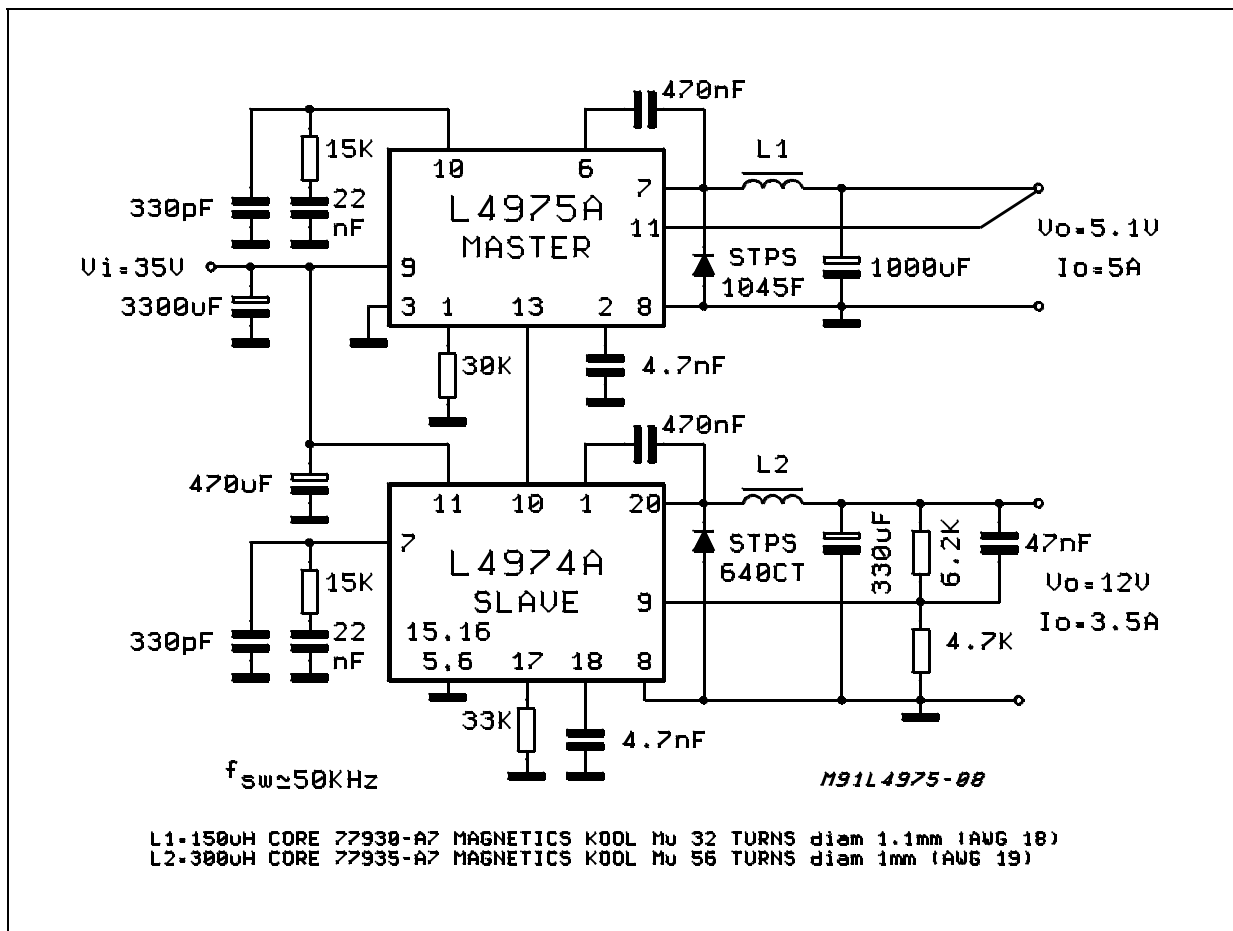 470nF
15K
10
6
L1
330pF
22
nF
L4975A
MASTER
7
11
Vo=5.1V
Vi=35V
9
STPS
1045F
1000uF
Io=5A
3300uF
3
1
13
2
8
30K
4.7nF
470nF
L2
470uF
11
10
1
20
7
L4974A
SLAVE
STPS
640CT
330uF
6.2K
47nF
15K
9
Vo=12V
Io=3.5A
330pF
22
nF
15.16
5.6
17
18
8
4.7K
33K
4.7nF
fsw≃50KHz
M91L4975-08
L1=150uH CORE 77930-A7 MAGNETICS KOOL Mu 32 TURNS diam 1.1mm (AWG 18)
L2=300uH CORE 77935-A7 MAGNETICS KOOL Mu 56 TURNS diam 1mm (AWG 19)